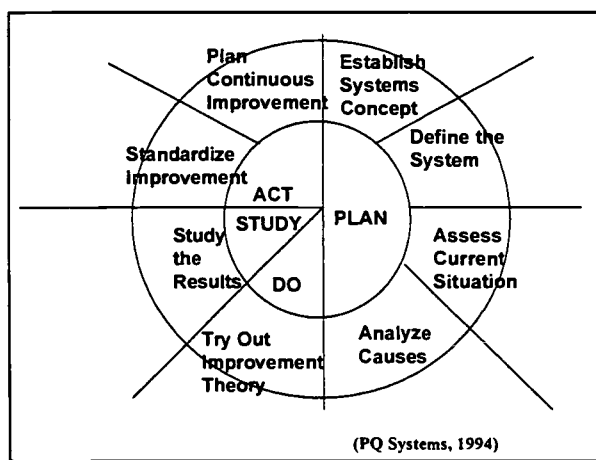 Plan
Continuous
Improvement
Establish
Systems
Concept
Define the
System
Standardize
Improvement
ACT
STUDY
PLAN
DO
Study
the
Results
Assess
Current
Situation
Try Out
Improvement
Theory
Analyze
Causes
(PQ Systems, 1994)